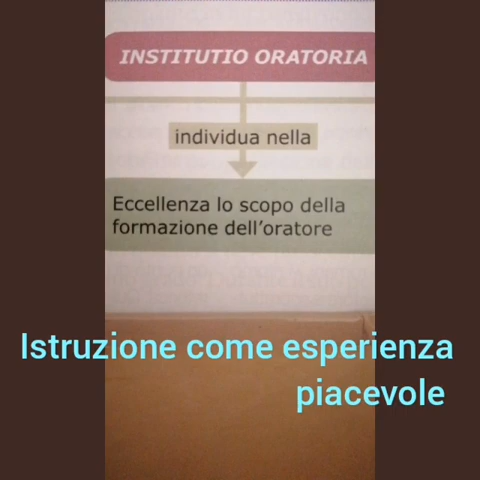 INSTITUTIO ORATORIA
individua nella
Eccellenza lo scopo della
formazione dell'oratore
Istruzione come esperienza
piacevole